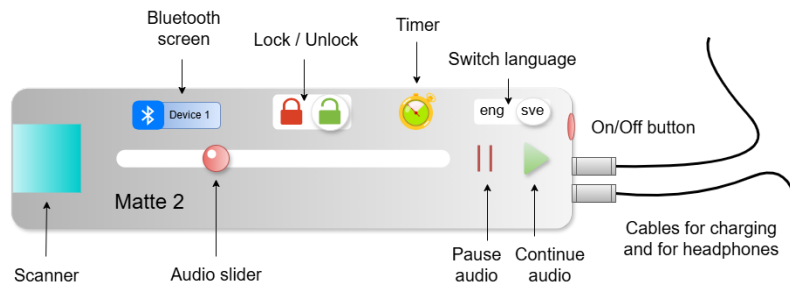 Bluetooth
screen
Lock / Unlock
Timer
Switch language
Device 1
eng
sve
On/Off button
Matte 2
Scanner
Audio slider
Pause
audio
Continue
audio
Cables for charging
and for headphones